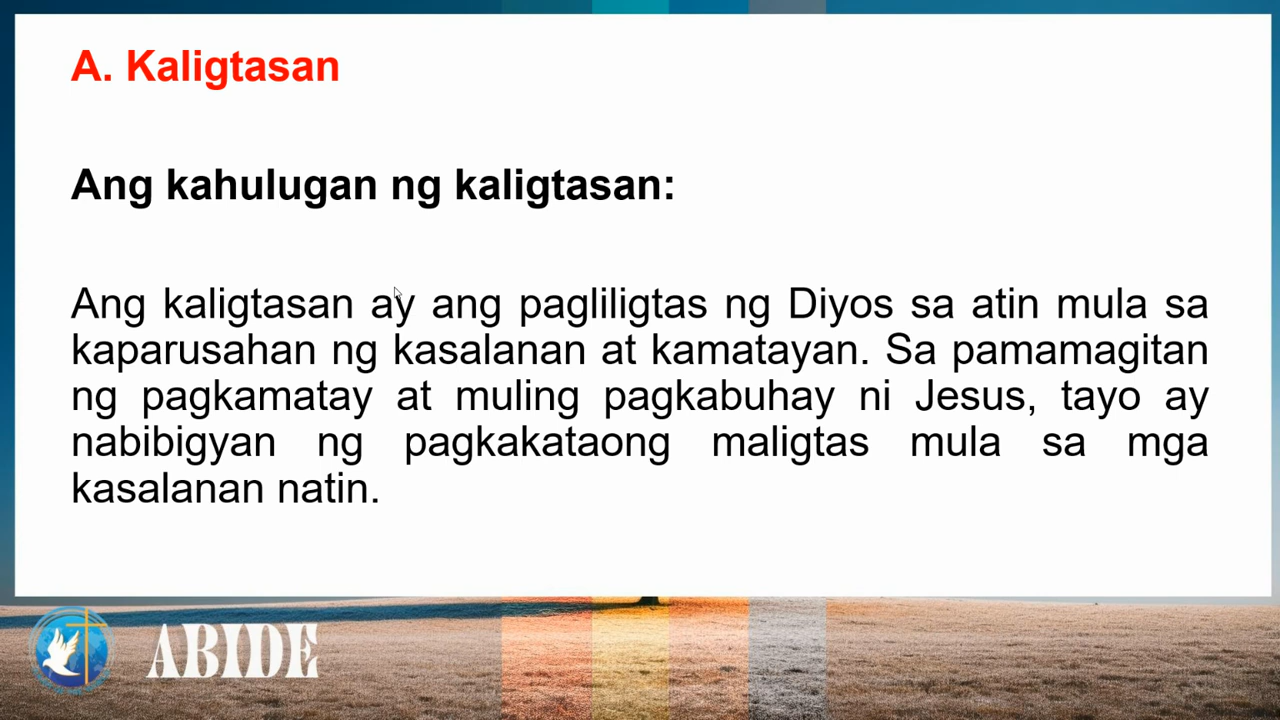 A. Kaligtasan
Ang kahulugan ng kaligtasan:
Ang kaligtasan ay ang pagliligtas ng Diyos sa atin mula sa
kaparusahan ng kasalanan at kamatayan. Sa pamamagitan
ng pagkamatay at muling pagkabuhay ni Jesus, tayo ay
nabibigyan ng pagkakataong maligtas mula sa mga
kasalanan natin.
ABIDE